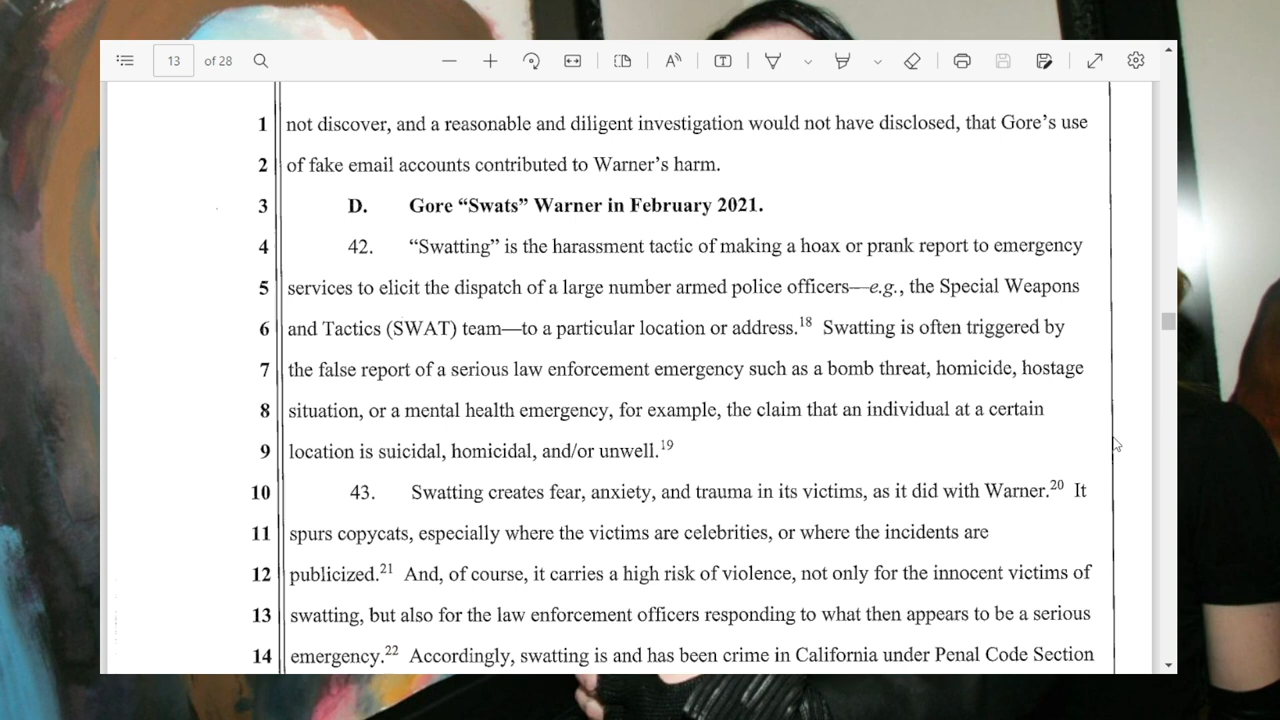 13 of 28
1 not discover, and a reasonable and diligent investigation would not have disclosed, that Gore’s use
2 of fake email accounts contributed to Warner’s harm.
3 D. Gore “Swats” Warner in February 2021.
4 42. “Swatting” is the harassment tactic of making a hoax or prank report to emergency
5 services to elicit the dispatch of a large number armed police officers—e.g., the Special Weapons
6 and Tactics (SWAT) team—to a particular location or address.18 Swatting is often triggered by
7 the false report of a serious law enforcement emergency such as a bomb threat, homicide, hostage
8 situation, or a mental health emergency, for example, the claim that an individual at a certain
9 location is suicidal, homicidal, and/or unwell.19
10 43. Swatting creates fear, anxiety, and trauma in its victims, as it did with Warner.20 It
11 spurs copycats, especially where the victims are celebrities, or where the incidents are
12 publicized.21 And, of course, it carries a high risk of violence, not only for the innocent victims of
13 swatting, but also for the law enforcement officers responding to what then appears to be a serious
14 emergency.22 Accordingly, swatting is and has been crime in California under Penal Code Section